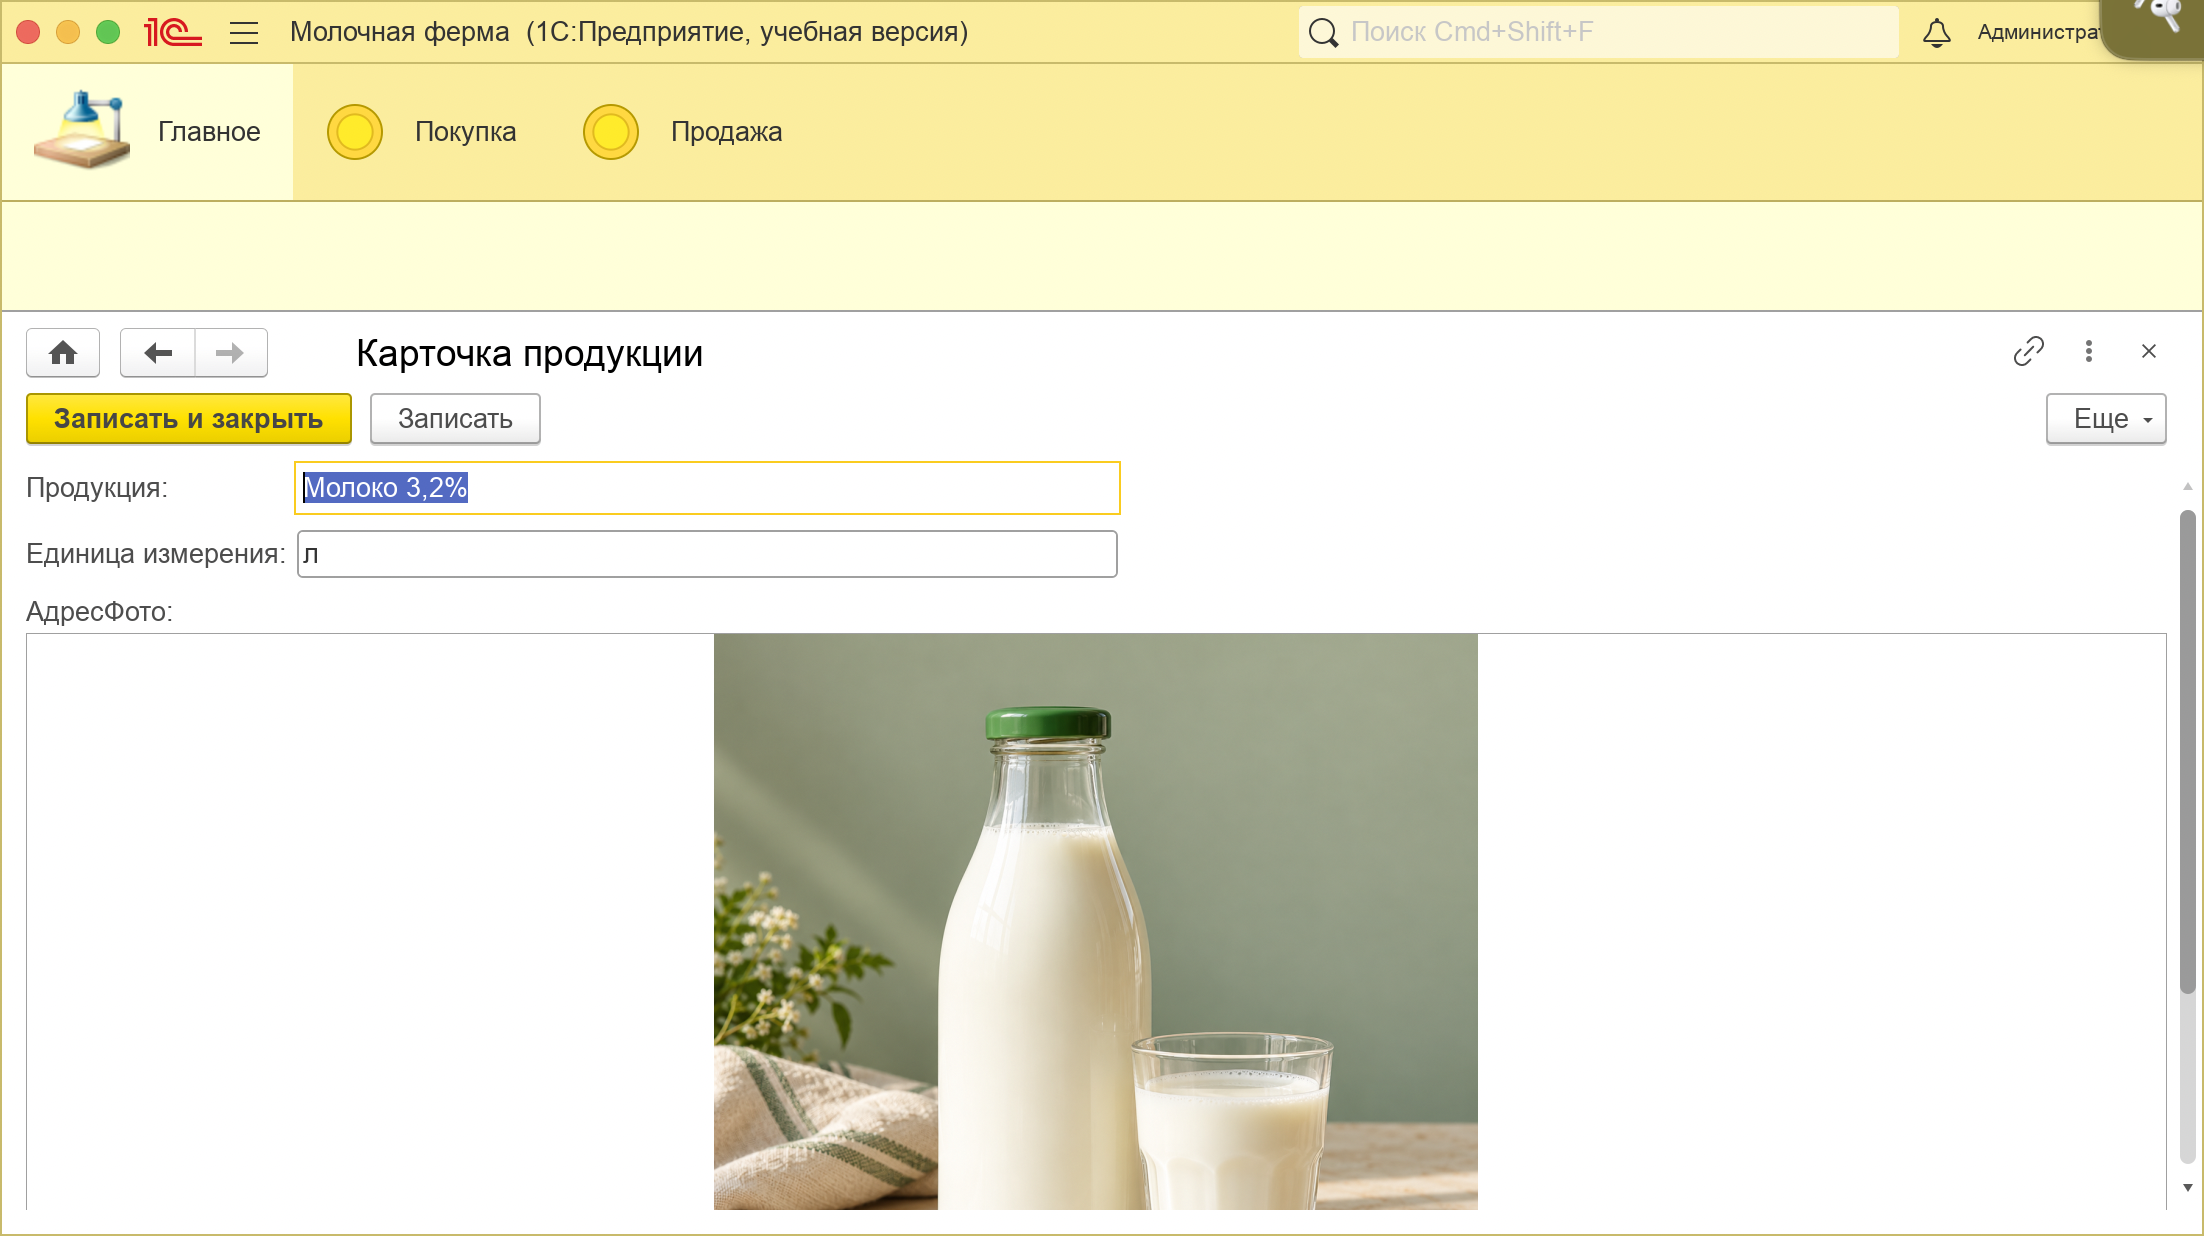 1С Молочная ферма (1С:Предприятие, учебная версия)
Поиск Cmd+Shift+F
Главное
Покупка
Продажа
Карточка продукции
Записать и закрыть
Записать
Еще
Продукция: Молоко 3,2%
Единица измерения: л
АдресФото: